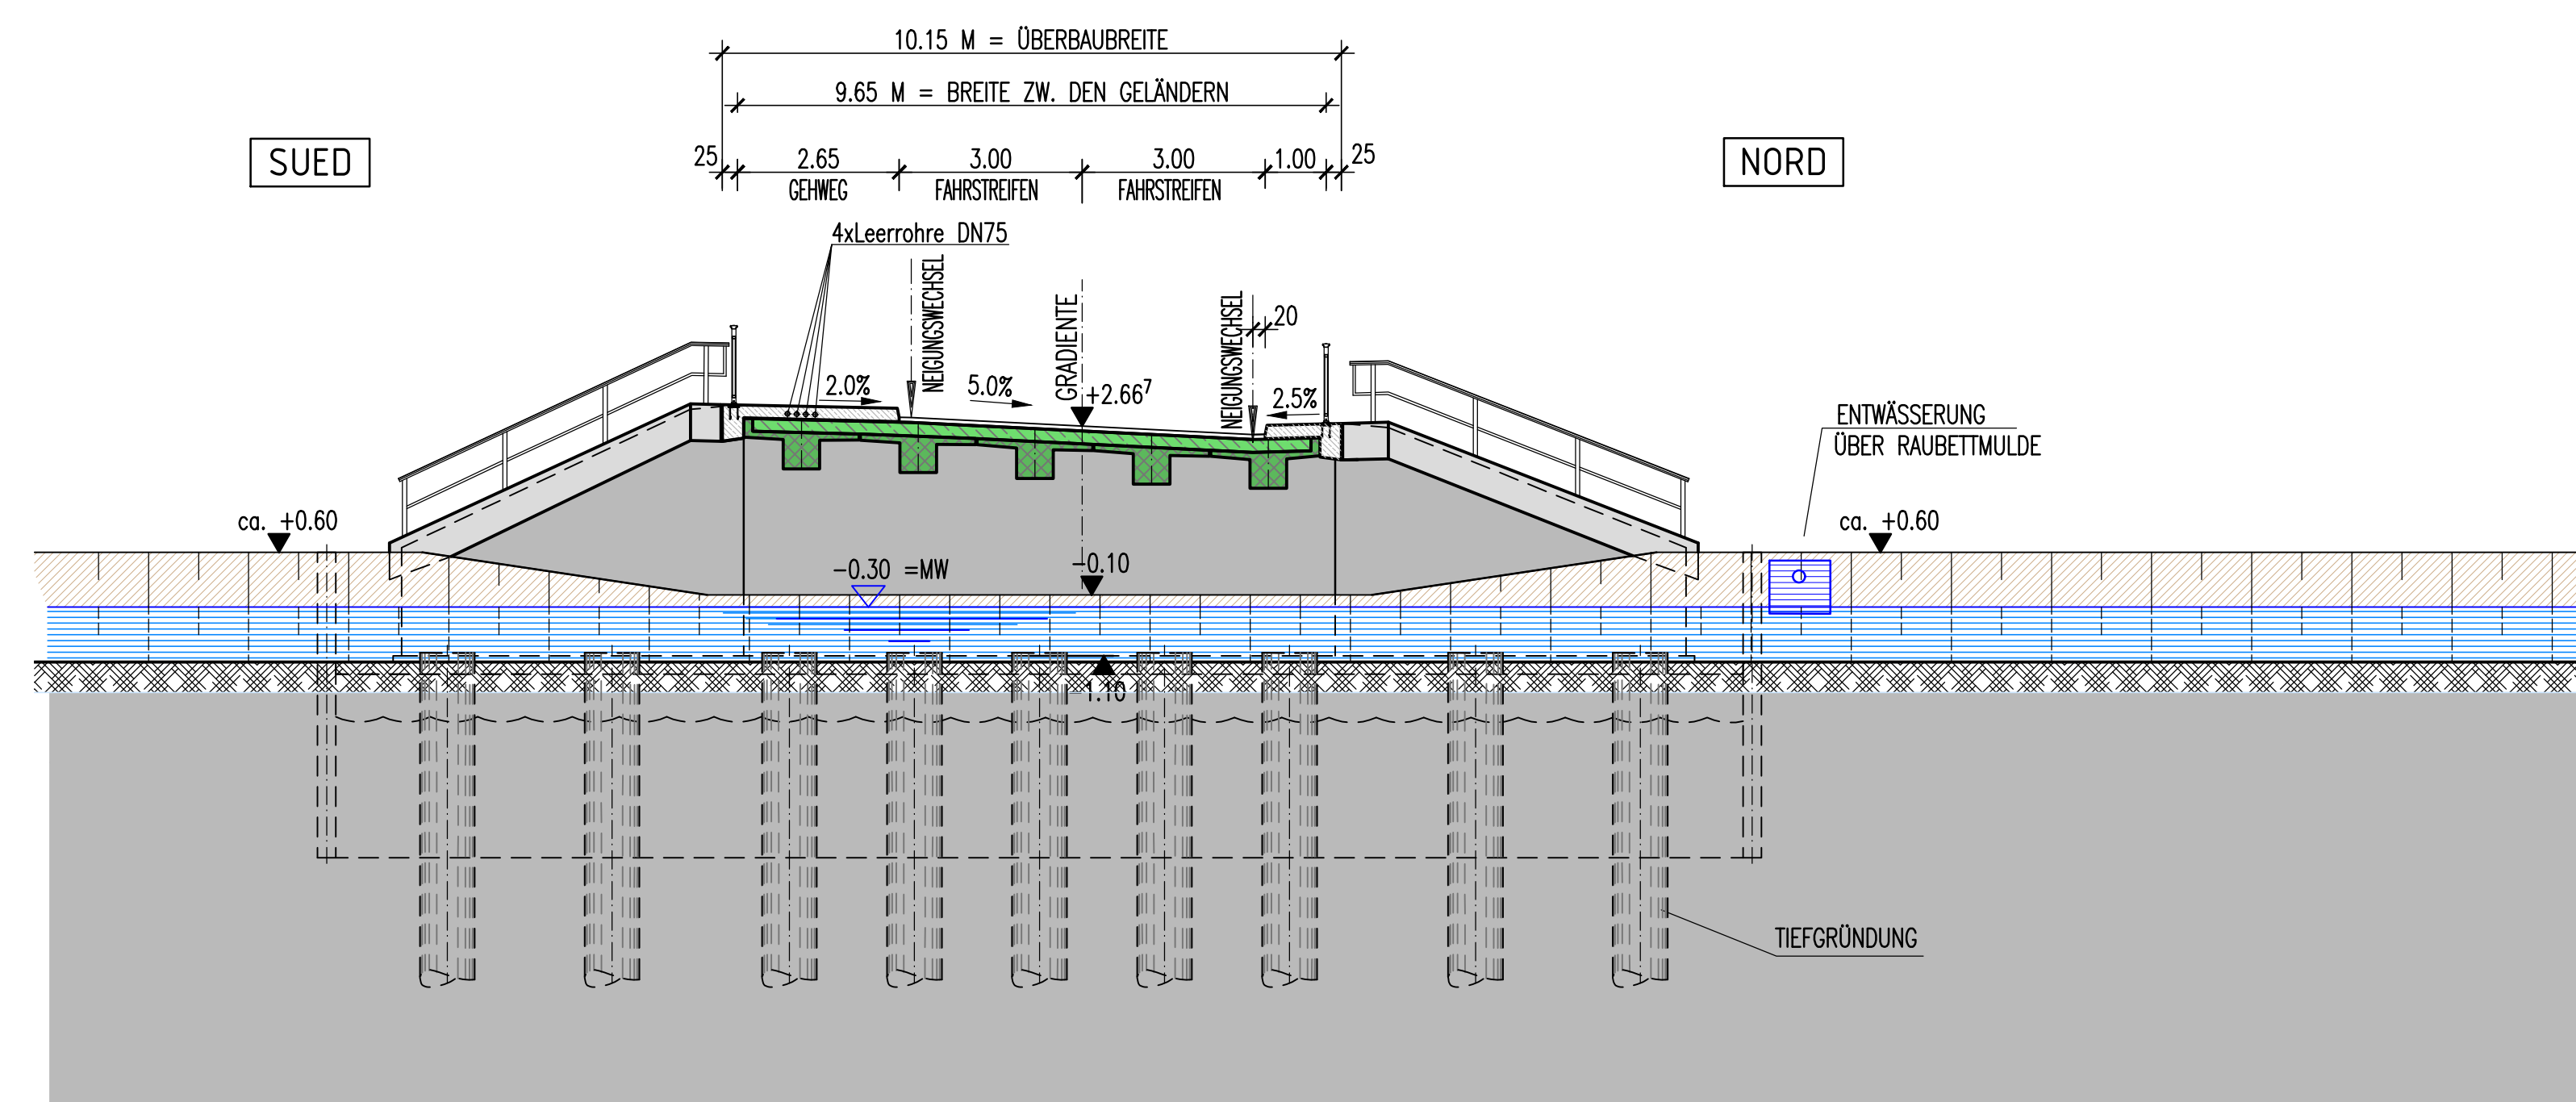 10.15 M = ÜBERBAUBREITE
9.65 M = BREITE ZW. DEN GELÄNDERN
SUED
NORD
25
2.65
3.00
3.00
1.00
25
GEHWEG
FAHRSTREIFEN
FAHRSTREIFEN
4xLeerrohre DN75
NEIGUNGSWECHSEL
GRADIENTE
NEIGUNGSWECHSEL
20
2.0%
5.0%
+2.66⁷
2.5%
ENTWÄSSERUNG
ÜBER RAUBETTMULDE
ca. +0.60
ca. +0.60
-0.30 =MW
-0.10
-1.10
TIEFGRÜNDUNG